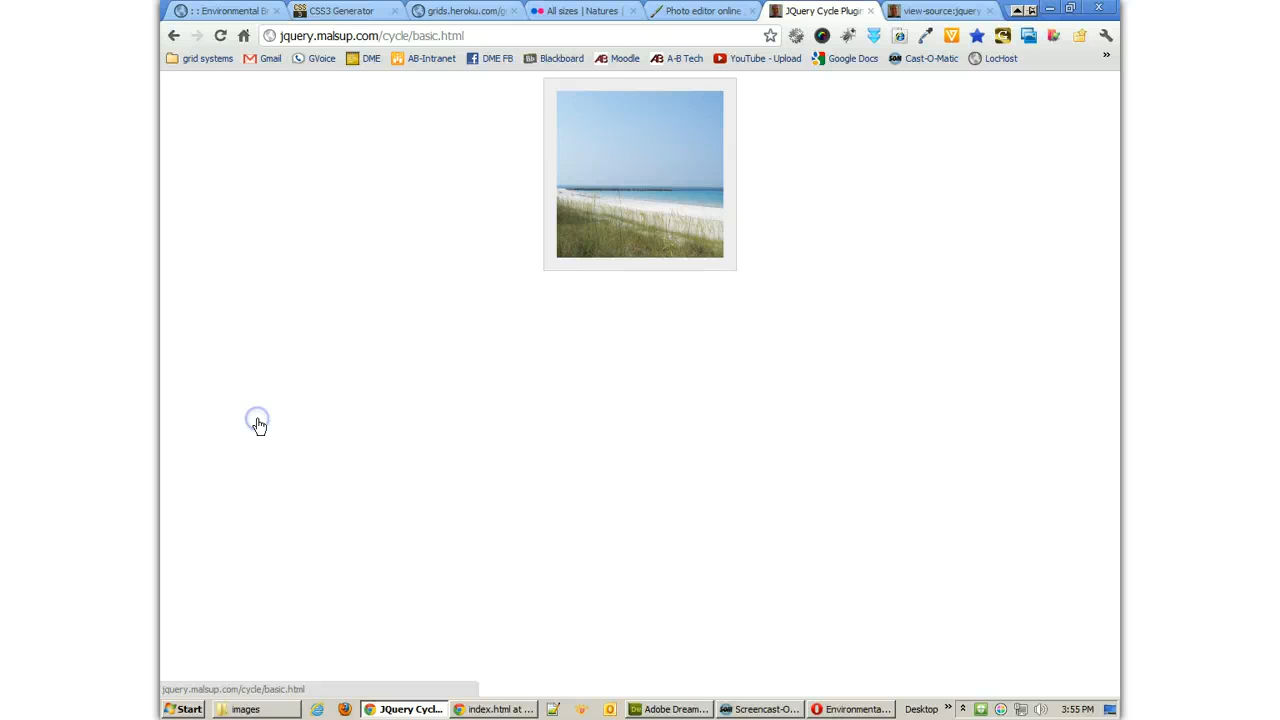 : : Environmental Br
CSS3 Generator
grids.heroku.com/gr
All sizes | Natures |
Photo editor online
JQuery Cycle Plugin
view-source:jquery
jquery.malsup.com/cycle/basic.html
grid systems
Gmail
GVoice
DME
AB-Intranet
DME FB
Blackboard
Moodle
A-B Tech
YouTube - Upload
Google Docs
Cast-O-Matic
LocHost
»
jquery.malsup.com/cycle/basic.html
Start
images
JQuery Cycl...
index.html at ...
Adobe Dream...
Screencast-O...
Environmenta...
Desktop
3:55 PM